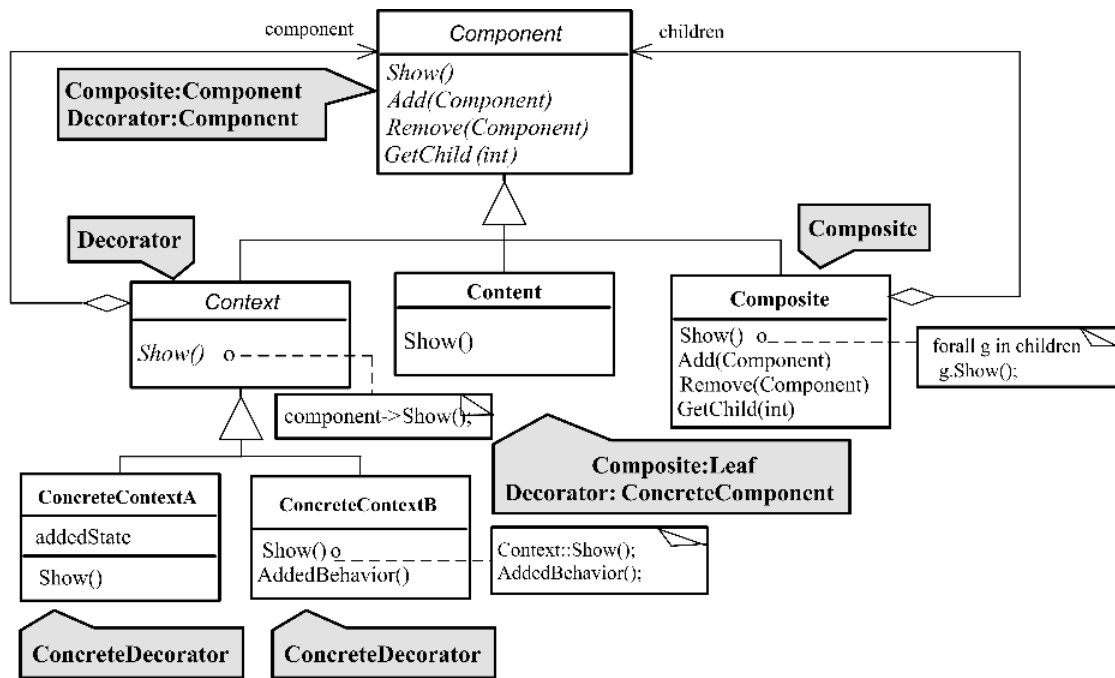 component
Component
children
Show()
Add(Component)
Remove(Component)
GetChild (int)
Composite:Component
Decorator:Component
Decorator
Composite
Context
Show() o
component->Show();
Content
Show()
Composite
Show() o
Add(Component)
Remove(Component)
GetChild(int)
forall g in children
g.Show();
Composite:Leaf
Decorator: ConcreteComponent
ConcreteContextA
addedState
Show()
ConcreteContextB
Show() o
AddedBehavior()
Context::Show();
AddedBehavior();
ConcreteDecorator
ConcreteDecorator